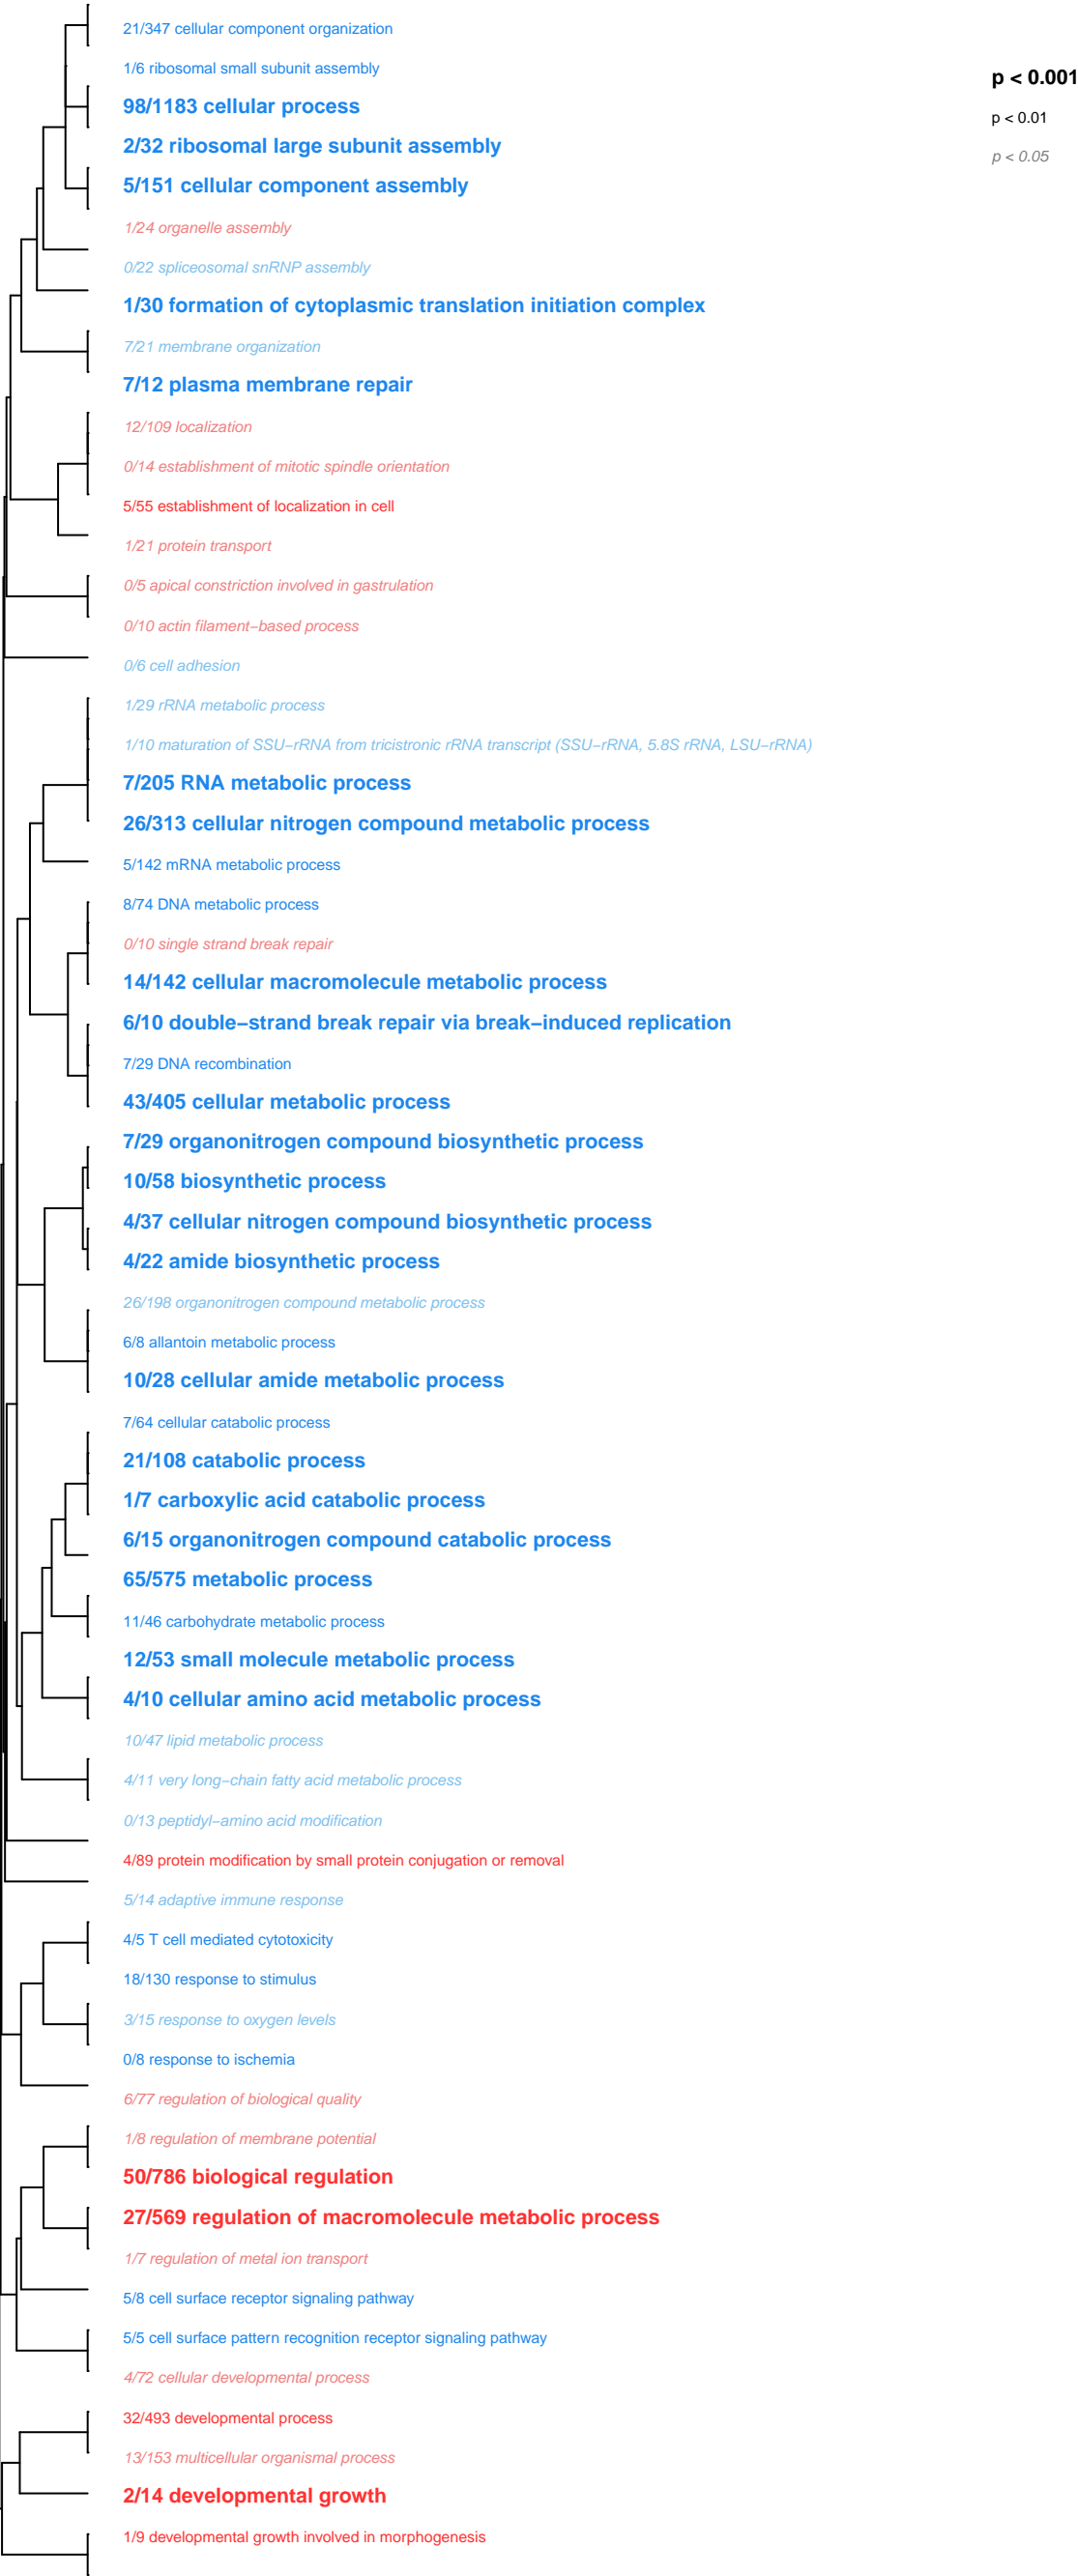 21/347 cellular component organization
1/6 ribosomal small subunit assembly
p < 0.001
98/1183 cellular process
p < 0.01
2/32 ribosomal large subunit assembly
p < 0.05
5/151 cellular component assembly
1/24 organelle assembly
0/22 spliceosomal snRNP assembly
1/30 formation of cytoplasmic translation initiation complex
7/21 membrane organization
7/12 plasma membrane repair
12/109 localization
0/14 establishment of mitotic spindle orientation
5/55 establishment of localization in cell
1/21 protein transport
0/5 apical constriction involved in gastrulation
0/10 actin filament−based process
0/6 cell adhesion
1/29 rRNA metabolic process
1/10 maturation of SSU−rRNA from tricistronic rRNA transcript (SSU−rRNA, 5.8S rRNA, LSU−rRNA)
7/205 RNA metabolic process
26/313 cellular nitrogen compound metabolic process
5/142 mRNA metabolic process
8/74 DNA metabolic process
0/10 single strand break repair
14/142 cellular macromolecule metabolic process
6/10 double−strand break repair via break−induced replication
7/29 DNA recombination
43/405 cellular metabolic process
7/29 organonitrogen compound biosynthetic process
10/58 biosynthetic process
4/37 cellular nitrogen compound biosynthetic process
4/22 amide biosynthetic process
26/198 organonitrogen compound metabolic process
6/8 allantoin metabolic process
10/28 cellular amide metabolic process
7/64 cellular catabolic process
21/108 catabolic process
1/7 carboxylic acid catabolic process
6/15 organonitrogen compound catabolic process
65/575 metabolic process
11/46 carbohydrate metabolic process
12/53 small molecule metabolic process
4/10 cellular amino acid metabolic process
10/47 lipid metabolic process
4/11 very long−chain fatty acid metabolic process
0/13 peptidyl−amino acid modification
4/89 protein modification by small protein conjugation or removal
5/14 adaptive immune response
4/5 T cell mediated cytotoxicity
18/130 response to stimulus
3/15 response to oxygen levels
0/8 response to ischemia
6/77 regulation of biological quality
1/8 regulation of membrane potential
50/786 biological regulation
27/569 regulation of macromolecule metabolic process
1/7 regulation of metal ion transport
5/8 cell surface receptor signaling pathway
5/5 cell surface pattern recognition receptor signaling pathway
4/72 cellular developmental process
32/493 developmental process
13/153 multicellular organismal process
2/14 developmental growth
1/9 developmental growth involved in morphogenesis